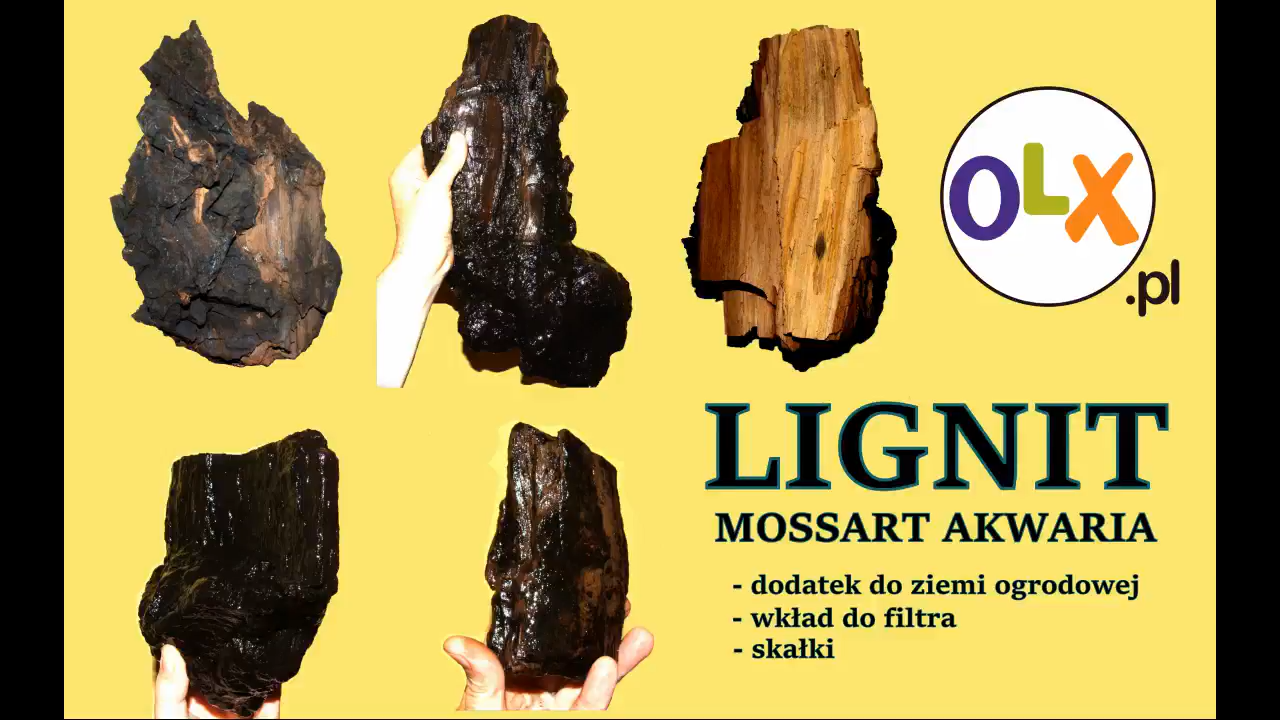 OLX
.pl
LIGNIT
MOSSART AKWARIA
- dodatek do ziemi ogrodowej
- wkład do filtra
- skałki